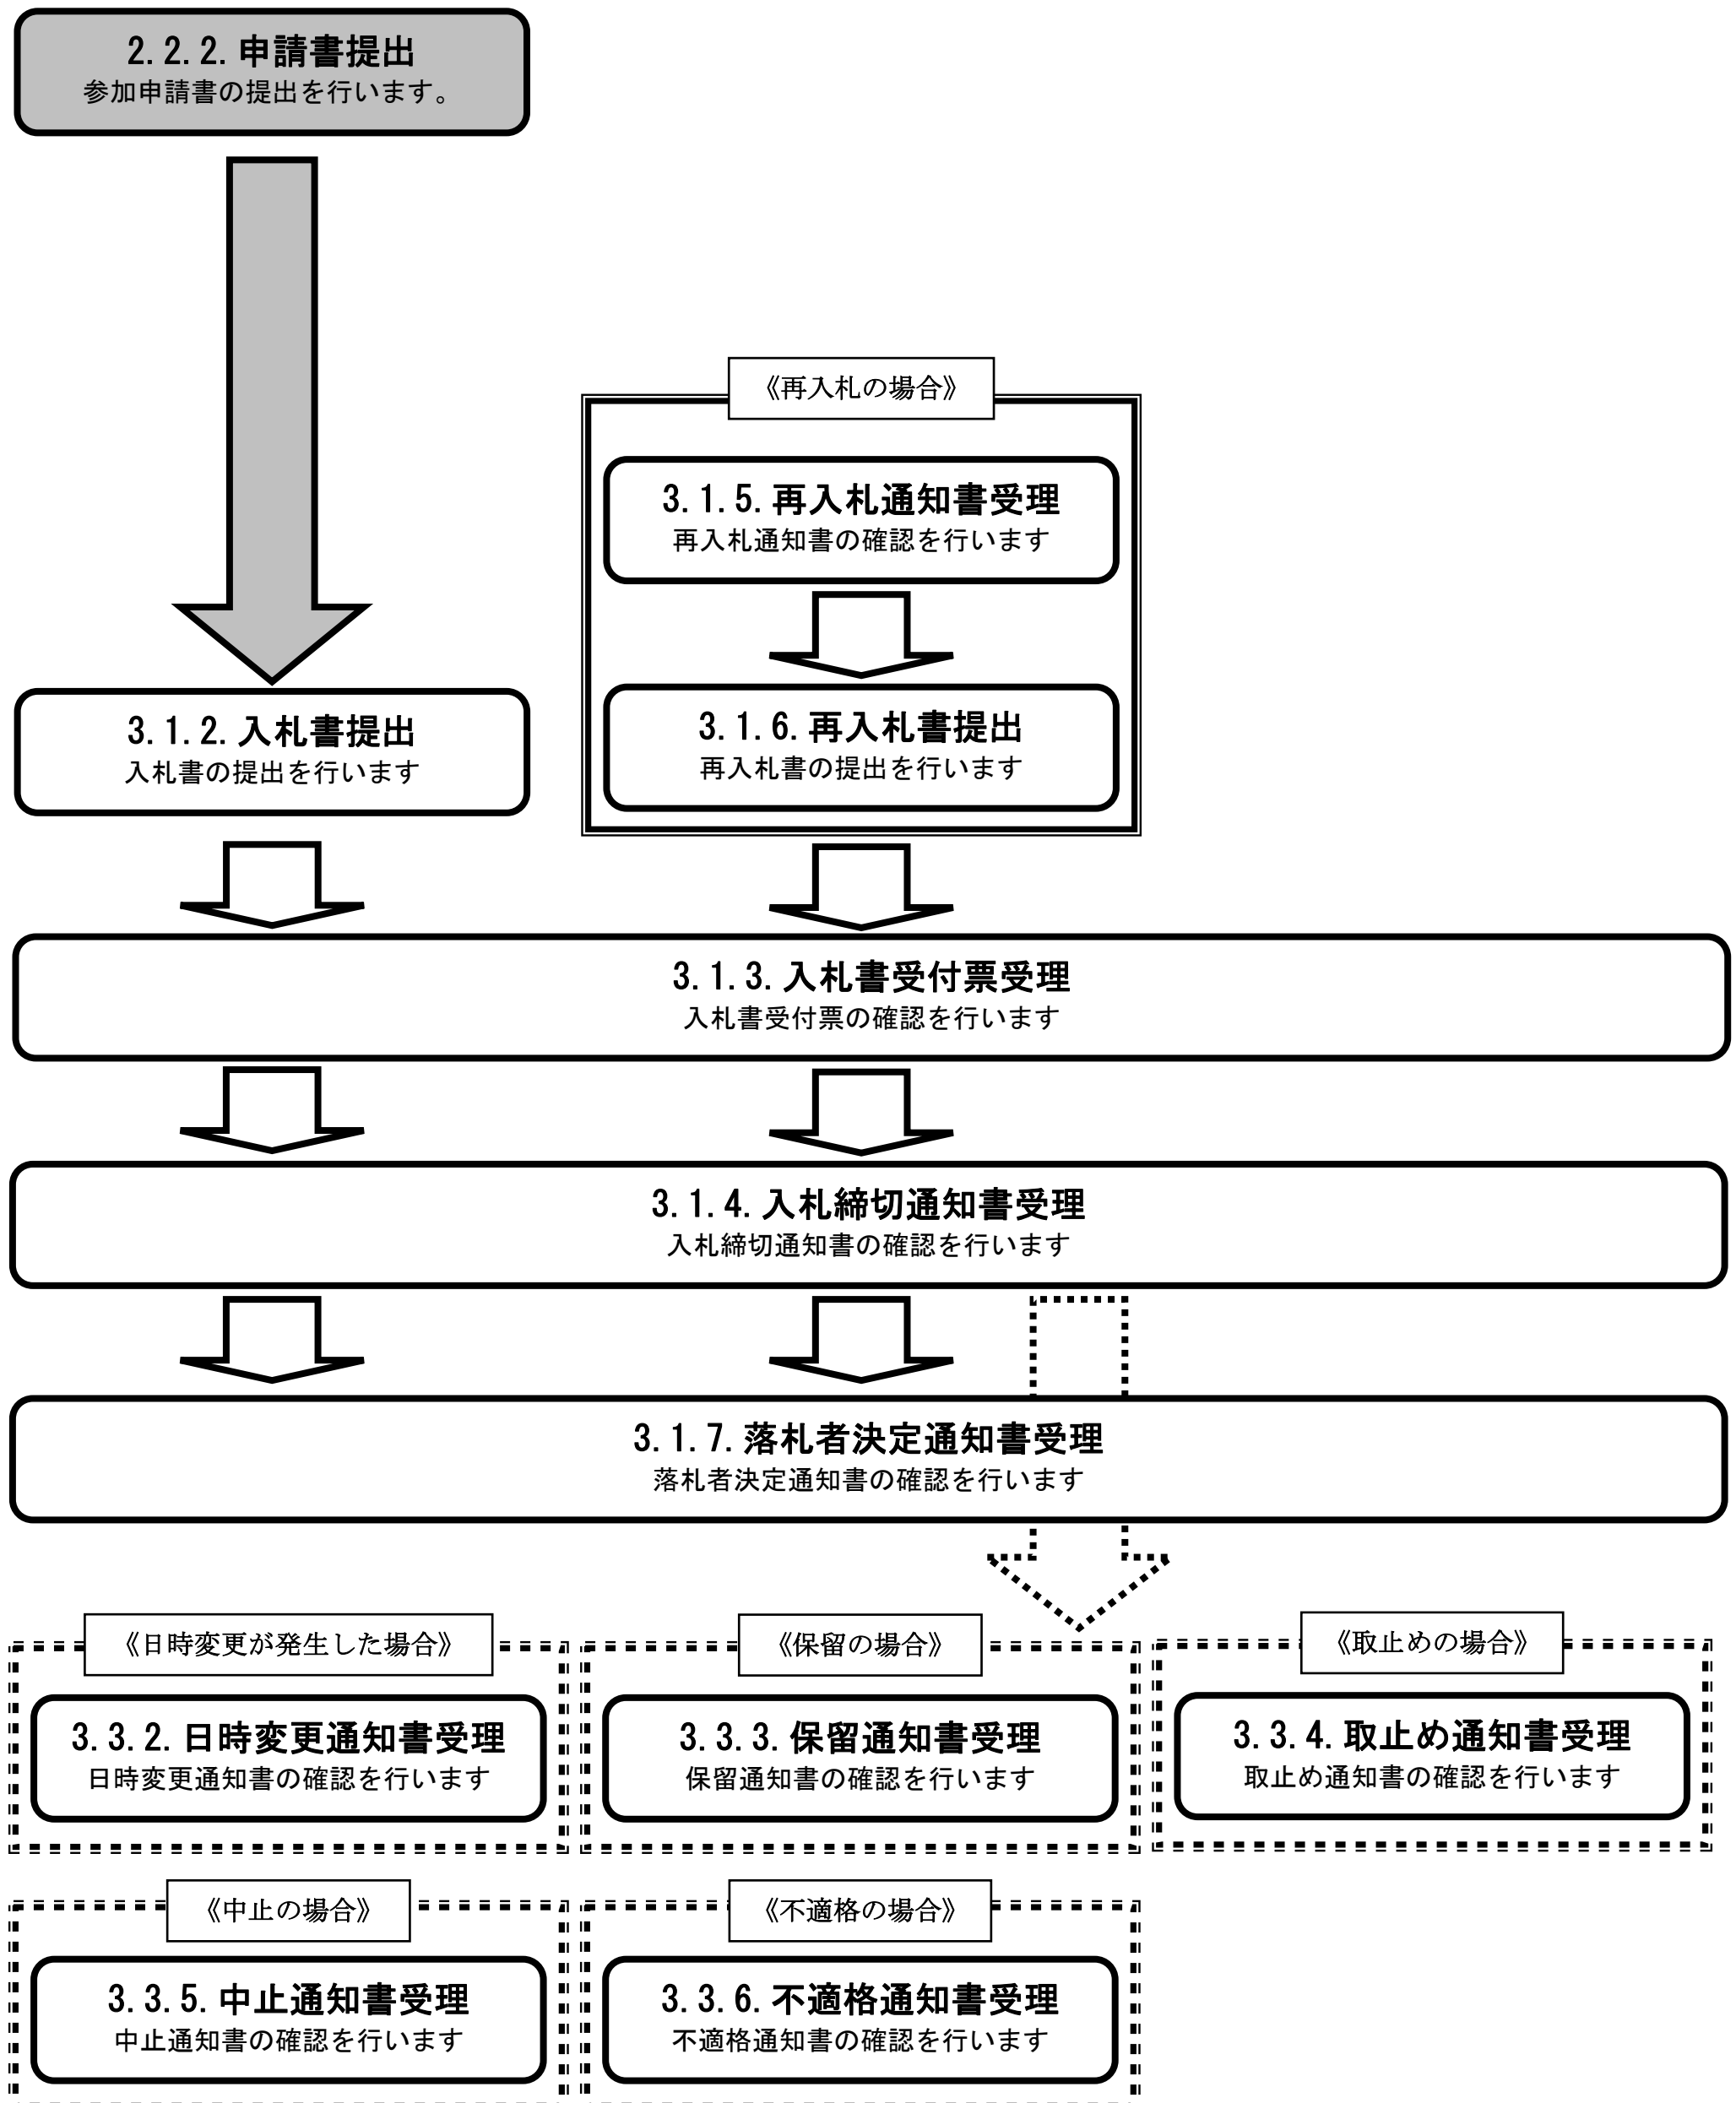 2.2.2.申請書提出
参加申請書の提出を行います。
《再入札の場合》
3.1.5.再入札通知書受理
再入札通知書の確認を行います
3.1.6.再入札書提出
再入札書の提出を行います
3.1.2.入札書提出
入札書の提出を行います
3.1.3.入札書受付票受理
入札書受付票の確認を行います
3.1.4.入札締切通知書受理
入札締切通知書の確認を行います
3.1.7.落札者決定通知書受理
落札者決定通知書の確認を行います
《日時変更が発生した場合》
3.3.2.日時変更通知書受理
日時変更通知書の確認を行います
《保留の場合》
3.3.3.保留通知書受理
保留通知書の確認を行います
《取止めの場合》
3.3.4.取止め通知書受理
取止め通知書の確認を行います
《中止の場合》
3.3.5.中止通知書受理
中止通知書の確認を行います
《不適格の場合》
3.3.6.不適格通知書受理
不適格通知書の確認を行います